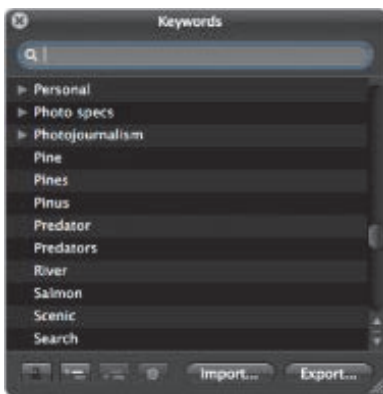 Keywords
Personal
Photo specs
Photojournalism
Pine
Pines
Pinus
Predator
Predators
River
Salmon
Scenic
Search
Import... Export...